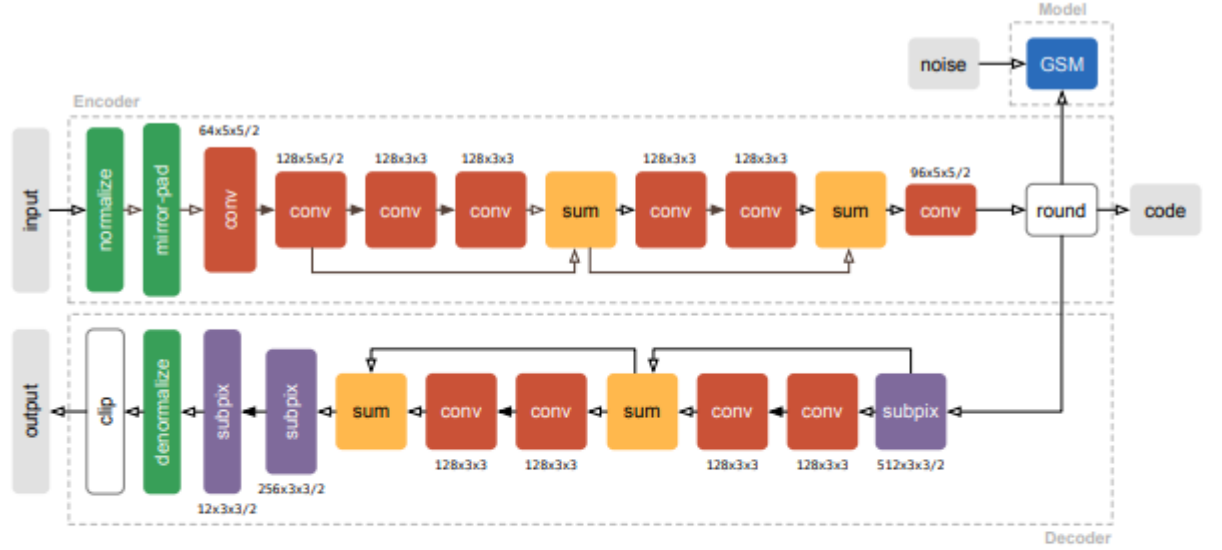 Model
noise
GSM
Encoder
input
normalize
mirror-pad
64x5x5/2
conv
128x5x5/2
conv
128x3x3
conv
128x3x3
conv
sum
128x3x3
conv
128x3x3
conv
sum
96x5x5/2
conv
round
code
output
clip
denormalize
subpix
12x3x3/2
subpix
256x3x3/2
sum
conv
128x3x3
conv
128x3x3
sum
conv
128x3x3
conv
128x3x3
subpix
512x3x3/2
Decoder